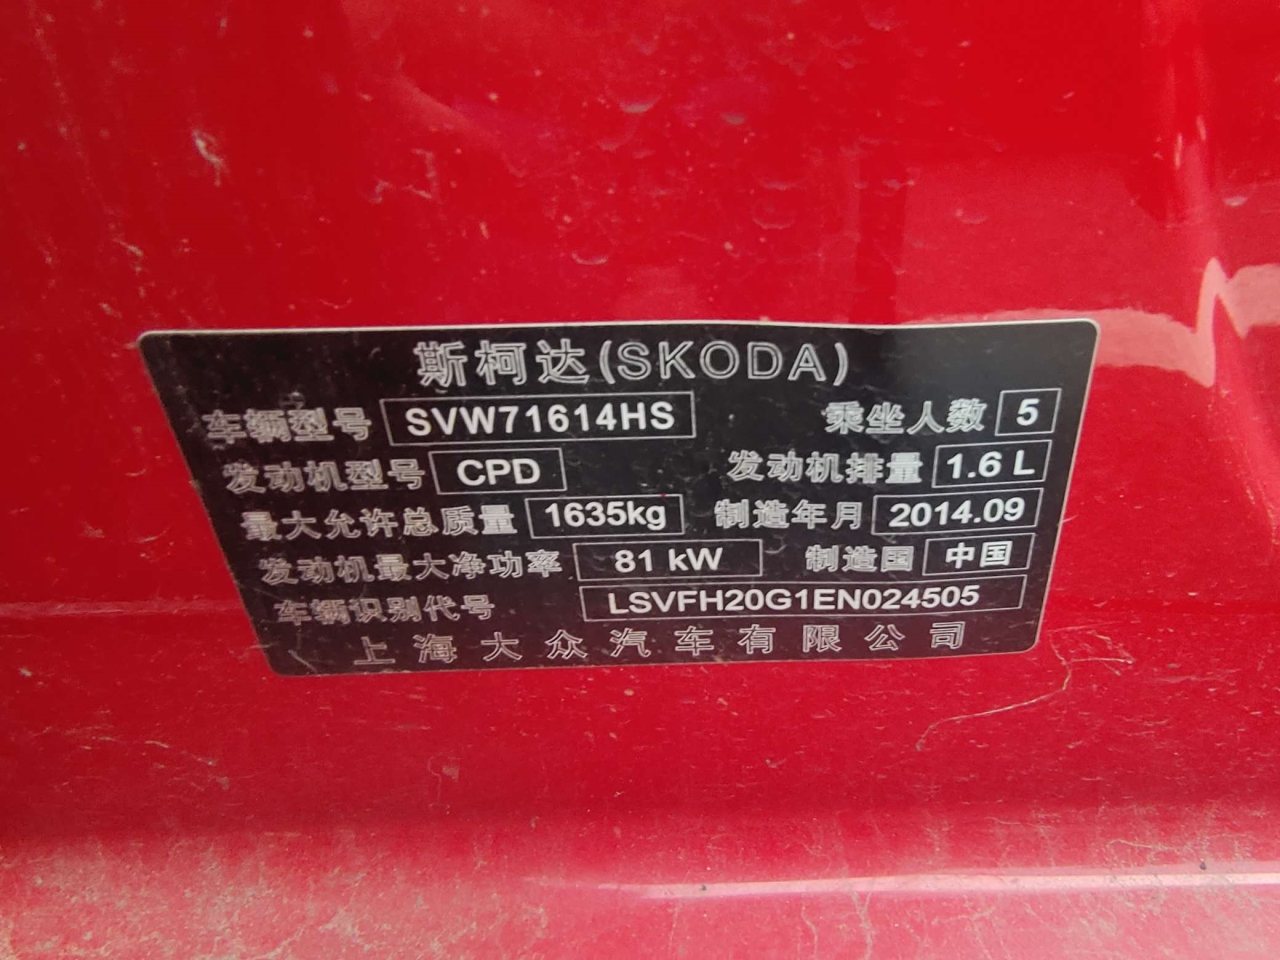 斯柯达(SKODA)
车辆型号 SVW71614HS 乘坐人数 5
发动机型号 CPD 发动机排量 1.6 L
最大允许总质量 1635kg 制造年月 2014.09
发动机最大净功率 81 kW 制造国 中国
车辆识别代号 LSVFH20G1EN024505
上海大众汽车有限公司